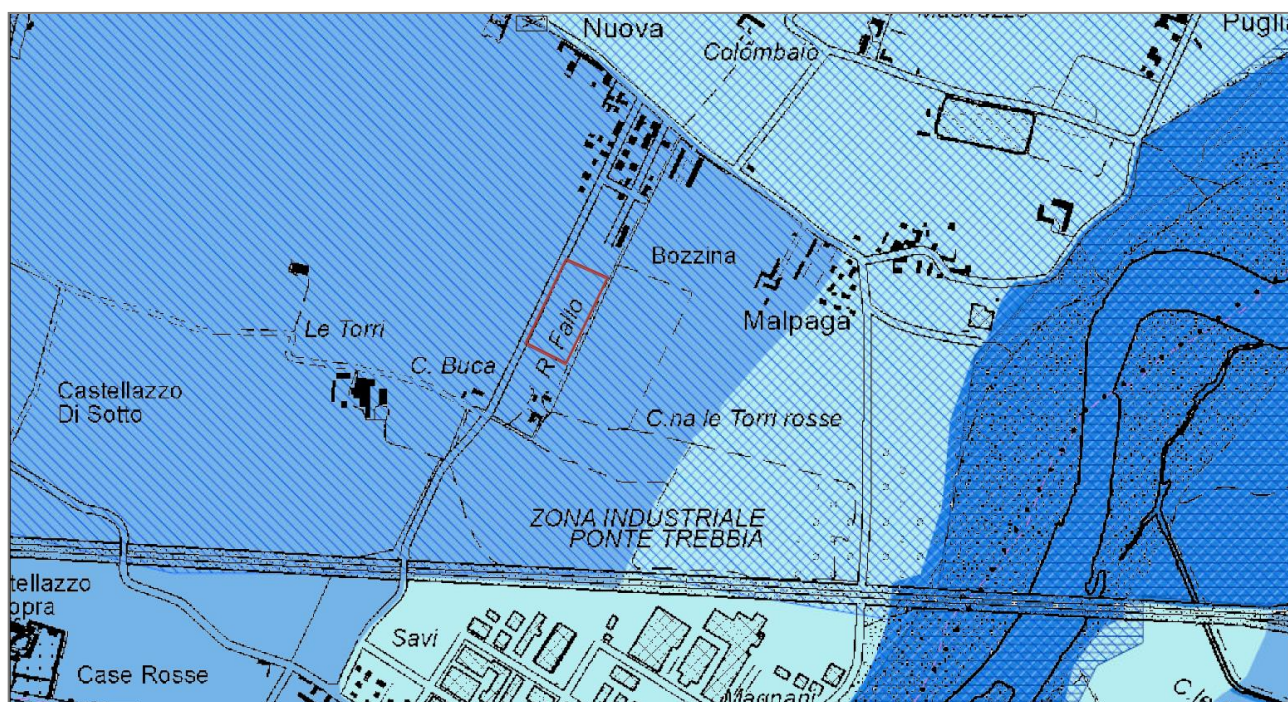 Nuova
Colombaio
Puglia
Bozzina
Malpaga
Le Torri
Fallo
R.
C. Buca
Castellazzo
Di Sotto
C.na le Torri rosse
ZONA INDUSTRIALE
PONTE TREBBIA
tellazzo
opra
Savi
Case Rosse
Magnani